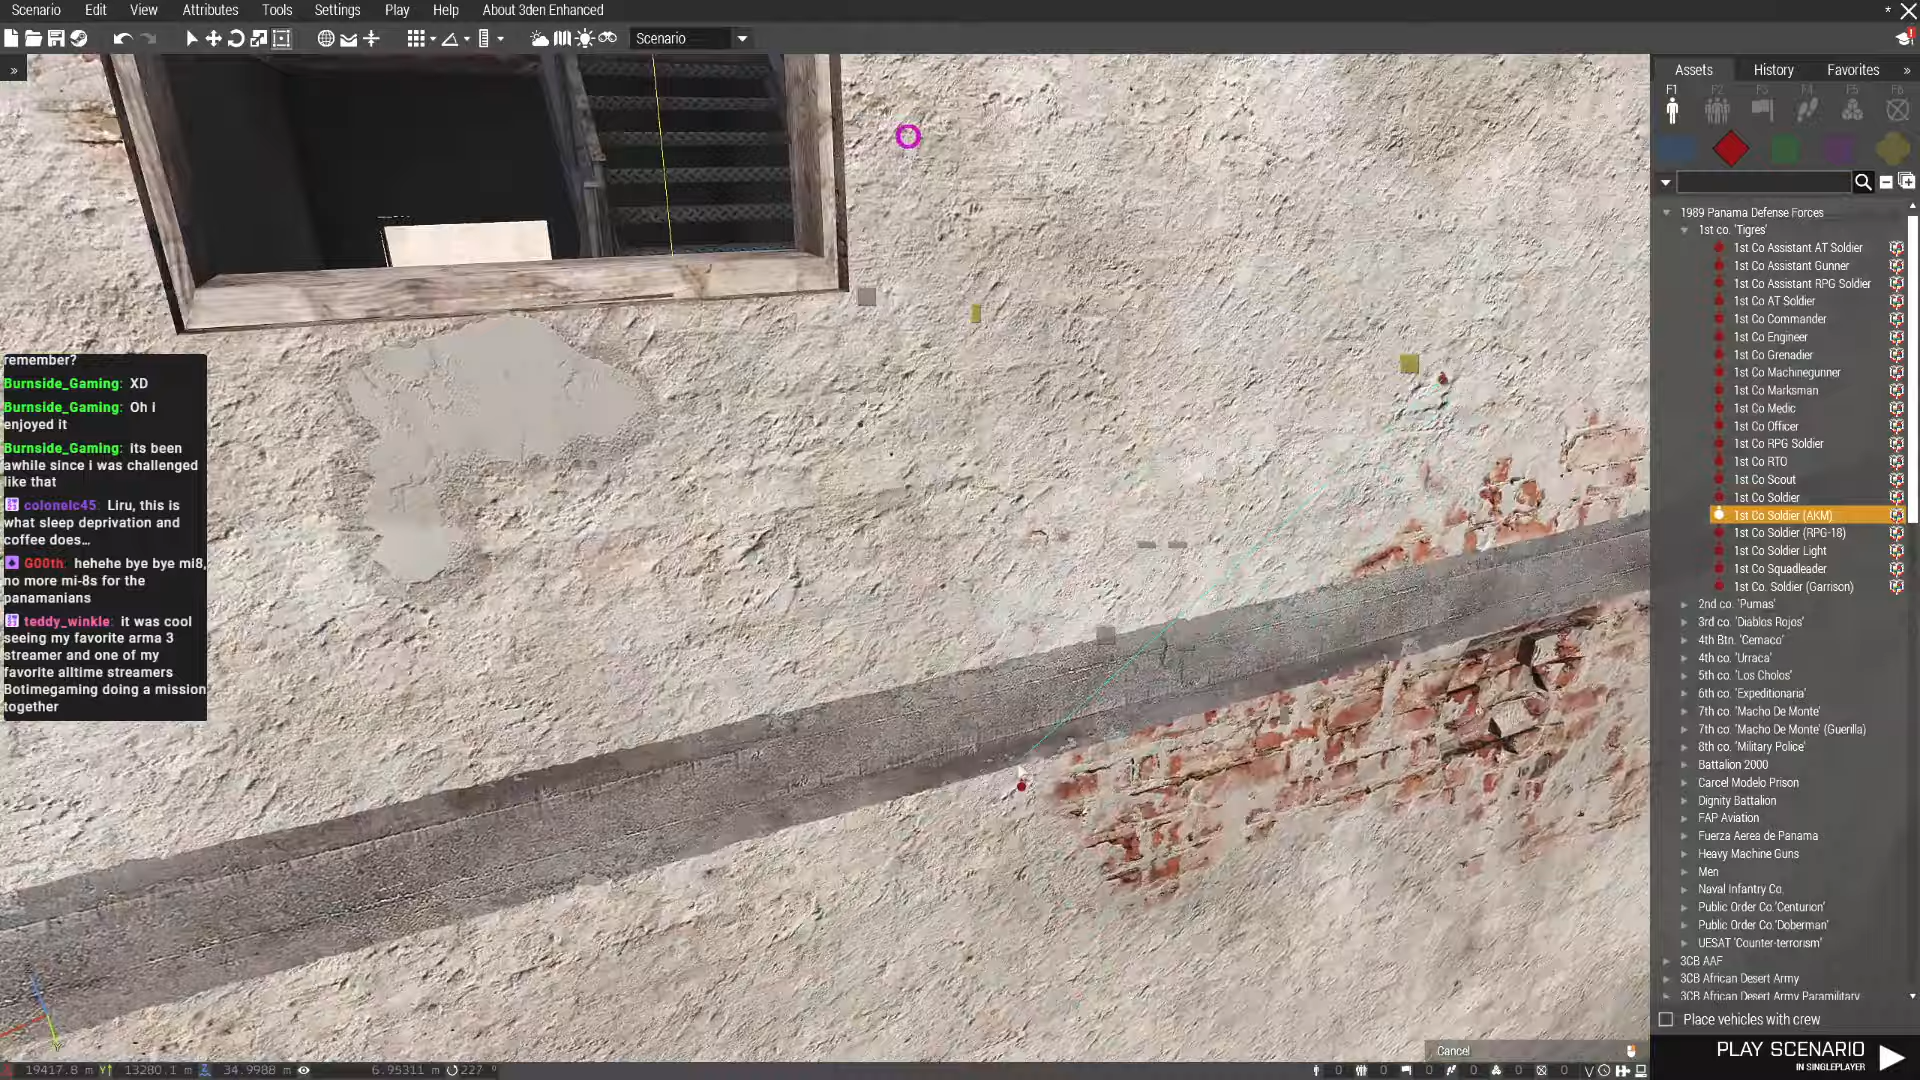 Scenario Edit View Attributes Tools Settings Play Help About 3den Enhanced
*
Scenario
Assets History Favorites
F1 F2 F3 F4 F5 F6
1989 Panama Defense Forces
1st co. 'Tigres'
1st Co Assistant AT Soldier
1st Co Assistant Gunner
1st Co Assistant RPG Soldier
1st Co AT Soldier
1st Co Commander
1st Co Engineer
1st Co Grenadier
1st Co Machinegunner
1st Co Marksman
1st Co Medic
1st Co Officer
1st Co RPG Soldier
1st Co RTO
1st Co Scout
1st Co Soldier
1st Co Soldier (AKM)
1st Co Soldier (RPG-18)
1st Co Soldier Light
1st Co Squadleader
1st Co. Soldier (Garrison)
2nd co. 'Pumas'
3rd co. 'Diablos Rojos'
4th Btn. 'Cemaco'
4th co. 'Urraca'
5th co. 'Los Cholos'
6th co. 'Expeditionaria'
7th co. 'Macho De Monte'
7th co. 'Macho De Monte' (Guerilla)
8th co. 'Military Police'
Battalion 2000
Carcel Modelo Prison
Dignity Battalion
FAP Aviation
Fuerza Aerea de Panama
Heavy Machine Guns
Men
Naval Infantry Co.
Public Order Co.'Centurion'
Public Order Co.'Doberman'
UESAT 'Counter-terrorism'
3CB AAF
3CB African Desert Army
3CB African Desert Army Paramilitary
Place vehicles with crew
PLAY SCENARIO
IN SINGLEPLAYER
remember?
Burnside_Gaming: XD
Burnside_Gaming: Oh i
enjoyed it
Burnside_Gaming: Its been
awhile since i was challenged
like that
colonelc45: Liru, this is
what sleep deprivation and
coffee does…
G00th: hehehe bye bye mi8,
no more mi-8s for the
panamanians
teddy_winkle: it was cool
seeing my favorite arma 3
streamer and one of my
favorite alltime streamers
Botimegaming doing a mission
together
Cancel
19417.8 m Y 13280.1 m Z 34.9988 m 6.95311 m 227 °
0 0 0 0 0 0